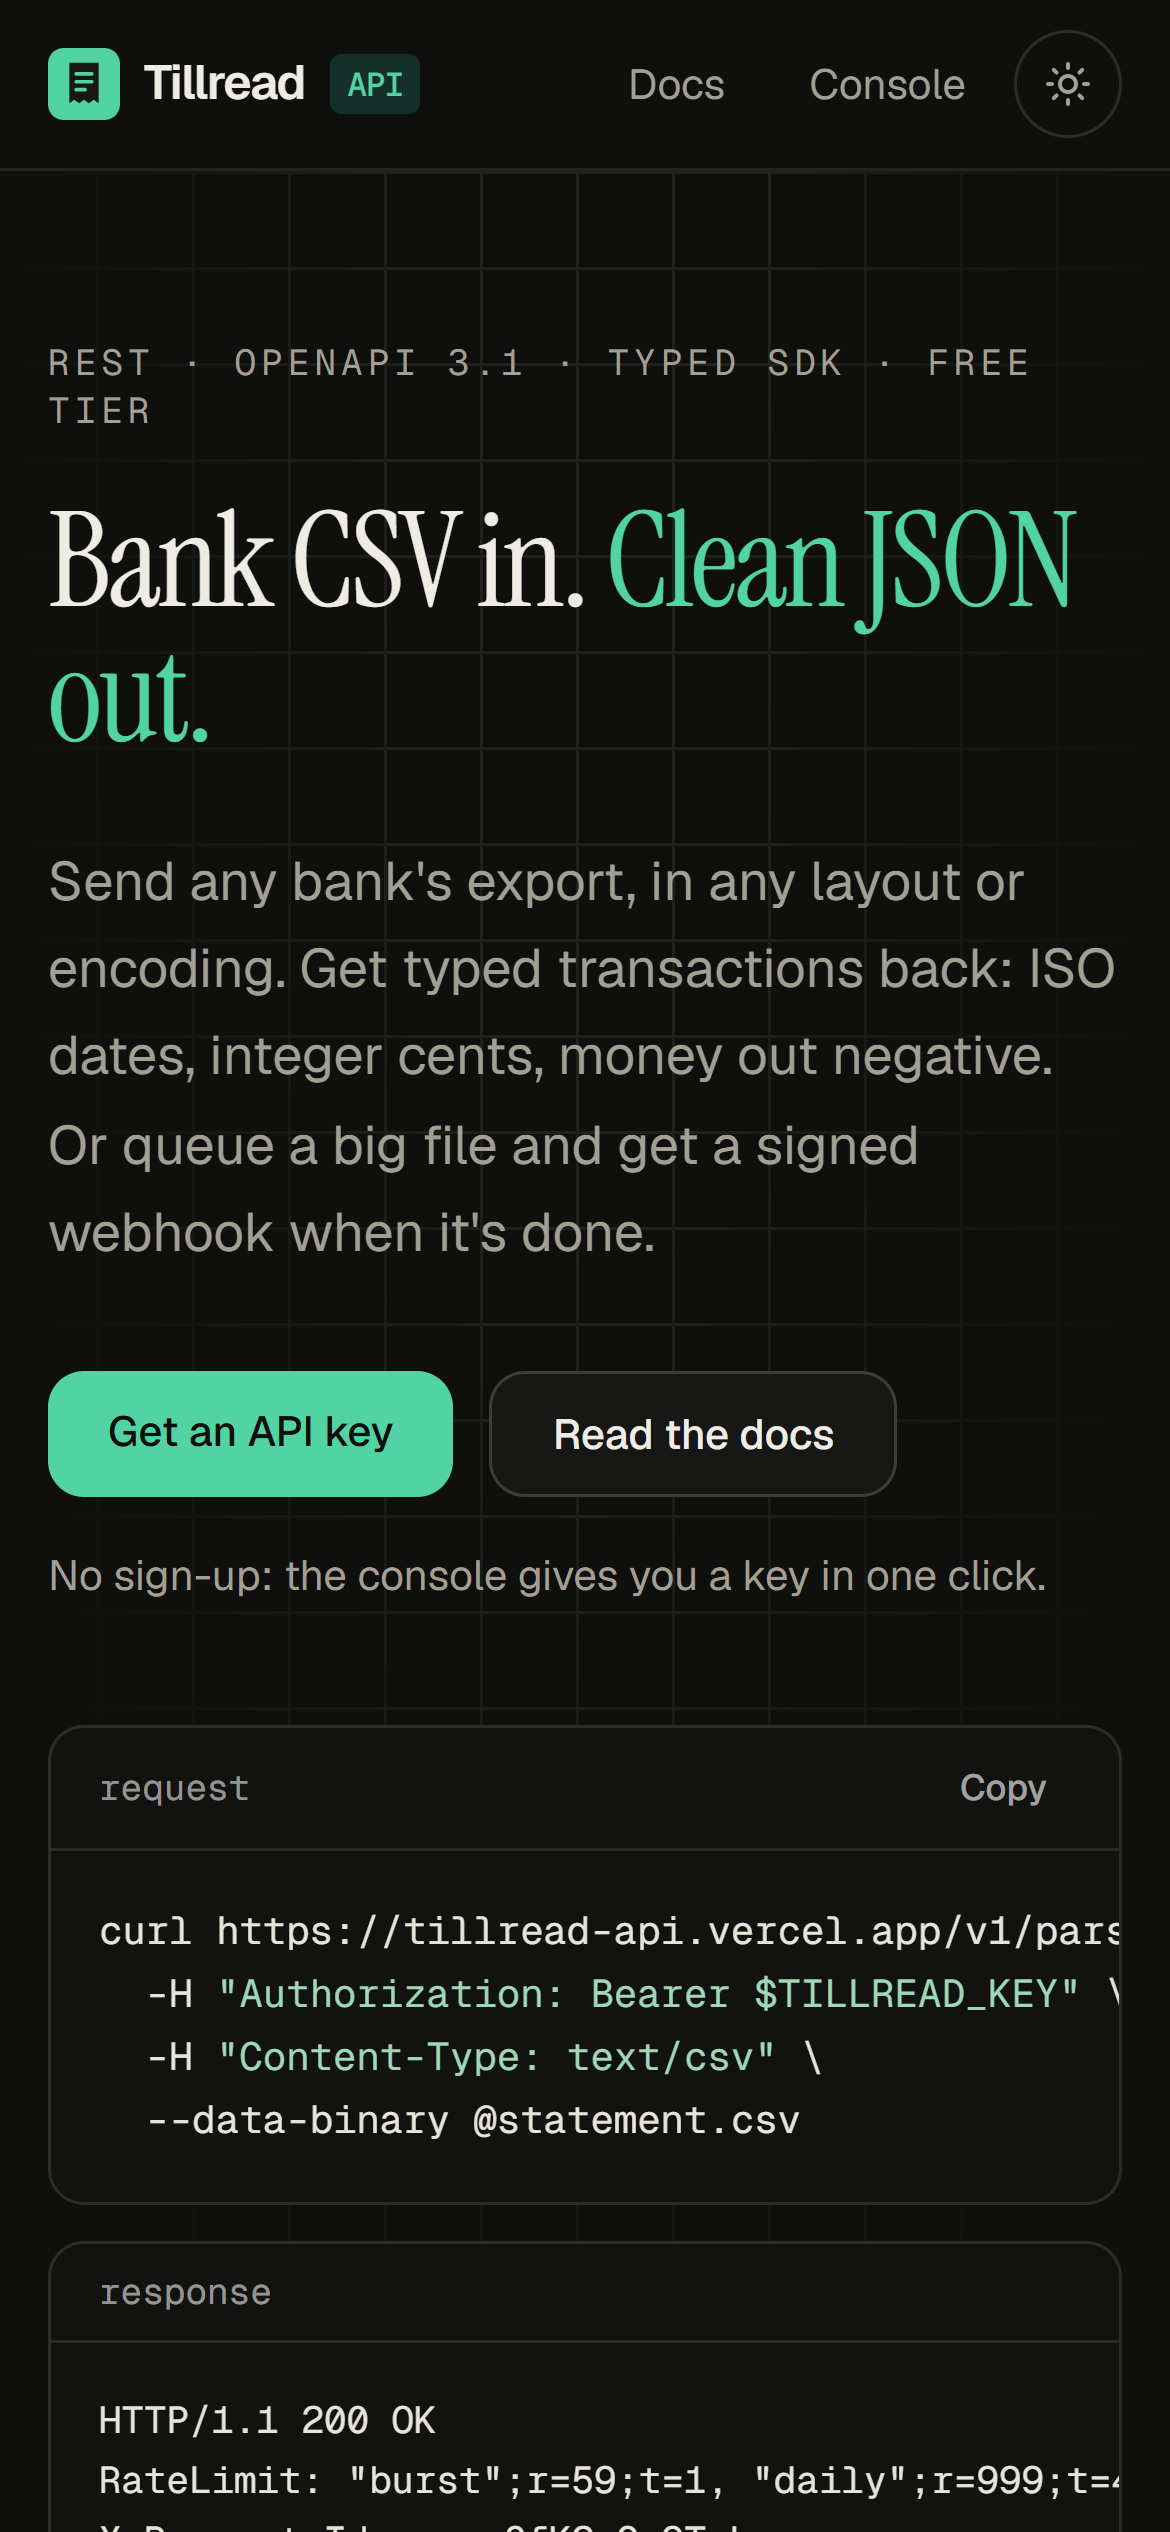 Tillread API Docs Console
REST · OPENAPI 3.1 · TYPED SDK · FREE
TIER
Bank CSV in. Clean JSON
out.
Send any bank's export, in any layout or
encoding. Get typed transactions back: ISO
dates, integer cents, money out negative.
Or queue a big file and get a signed
webhook when it's done.
Get an API key Read the docs
No sign-up: the console gives you a key in one click.
request Copy
curl https://tillread-api.vercel.app/v1/pars
  -H "Authorization: Bearer $TILLREAD_KEY" \
  -H "Content-Type: text/csv" \
  --data-binary @statement.csv
response
HTTP/1.1 200 OK
RateLimit: "burst";r=59;t=1, "daily";r=999;t=